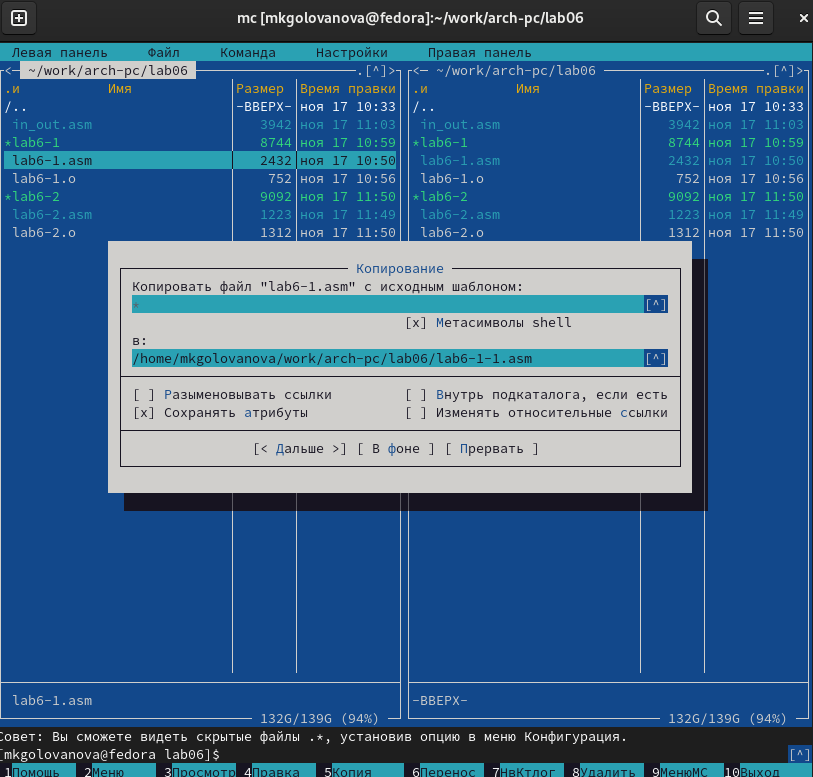 mc [mkgolovanova@fedora]:~/work/arch-pc/lab06
Левая панель Файл Команда Настройки Правая панель
<─ ~/work/arch-pc/lab06 .[^]> <─ ~/work/arch-pc/lab06 .[^]>
.и Имя Размер Время правки .и Имя Размер Время правки
/.. -ВВЕРХ- ноя 17 10:33 /.. -ВВЕРХ- ноя 17 10:33
in_out.asm 3942 ноя 17 11:03 in_out.asm 3942 ноя 17 11:03
*lab6-1 8744 ноя 17 10:59 *lab6-1 8744 ноя 17 10:59
lab6-1.asm 2432 ноя 17 10:50 lab6-1.asm 2432 ноя 17 10:50
lab6-1.o 752 ноя 17 10:56 lab6-1.o 752 ноя 17 10:56
*lab6-2 9092 ноя 17 11:50 *lab6-2 9092 ноя 17 11:50
lab6-2.asm 1223 ноя 17 11:49 lab6-2.asm 1223 ноя 17 11:49
lab6-2.o 1312 ноя 17 11:50 lab6-2.o 1312 ноя 17 11:50
Копирование
Копировать файл "lab6-1.asm" с исходным шаблоном:
* [^]
[x] Метасимволы shell
в:
/home/mkgolovanova/work/arch-pc/lab06/lab6-1-1.asm [^]
[ ] Разыменовывать ссылки [ ] Внутрь подкаталога, если есть
[x] Сохранять атрибуты [ ] Изменять относительные ссылки
[< Дальше >] [ В фоне ] [ Прервать ]
lab6-1.asm -ВВЕРХ-
132G/139G (94%) 132G/139G (94%)
Совет: Вы сможете видеть скрытые файлы .*, установив опцию в меню Конфигурация.
[mkgolovanova@fedora lab06]$ [^]
1Помощь 2Меню 3Просмотр 4Правка 5Копия 6Перенос 7НвКтлог 8Удалить 9МенюMC 10Выход